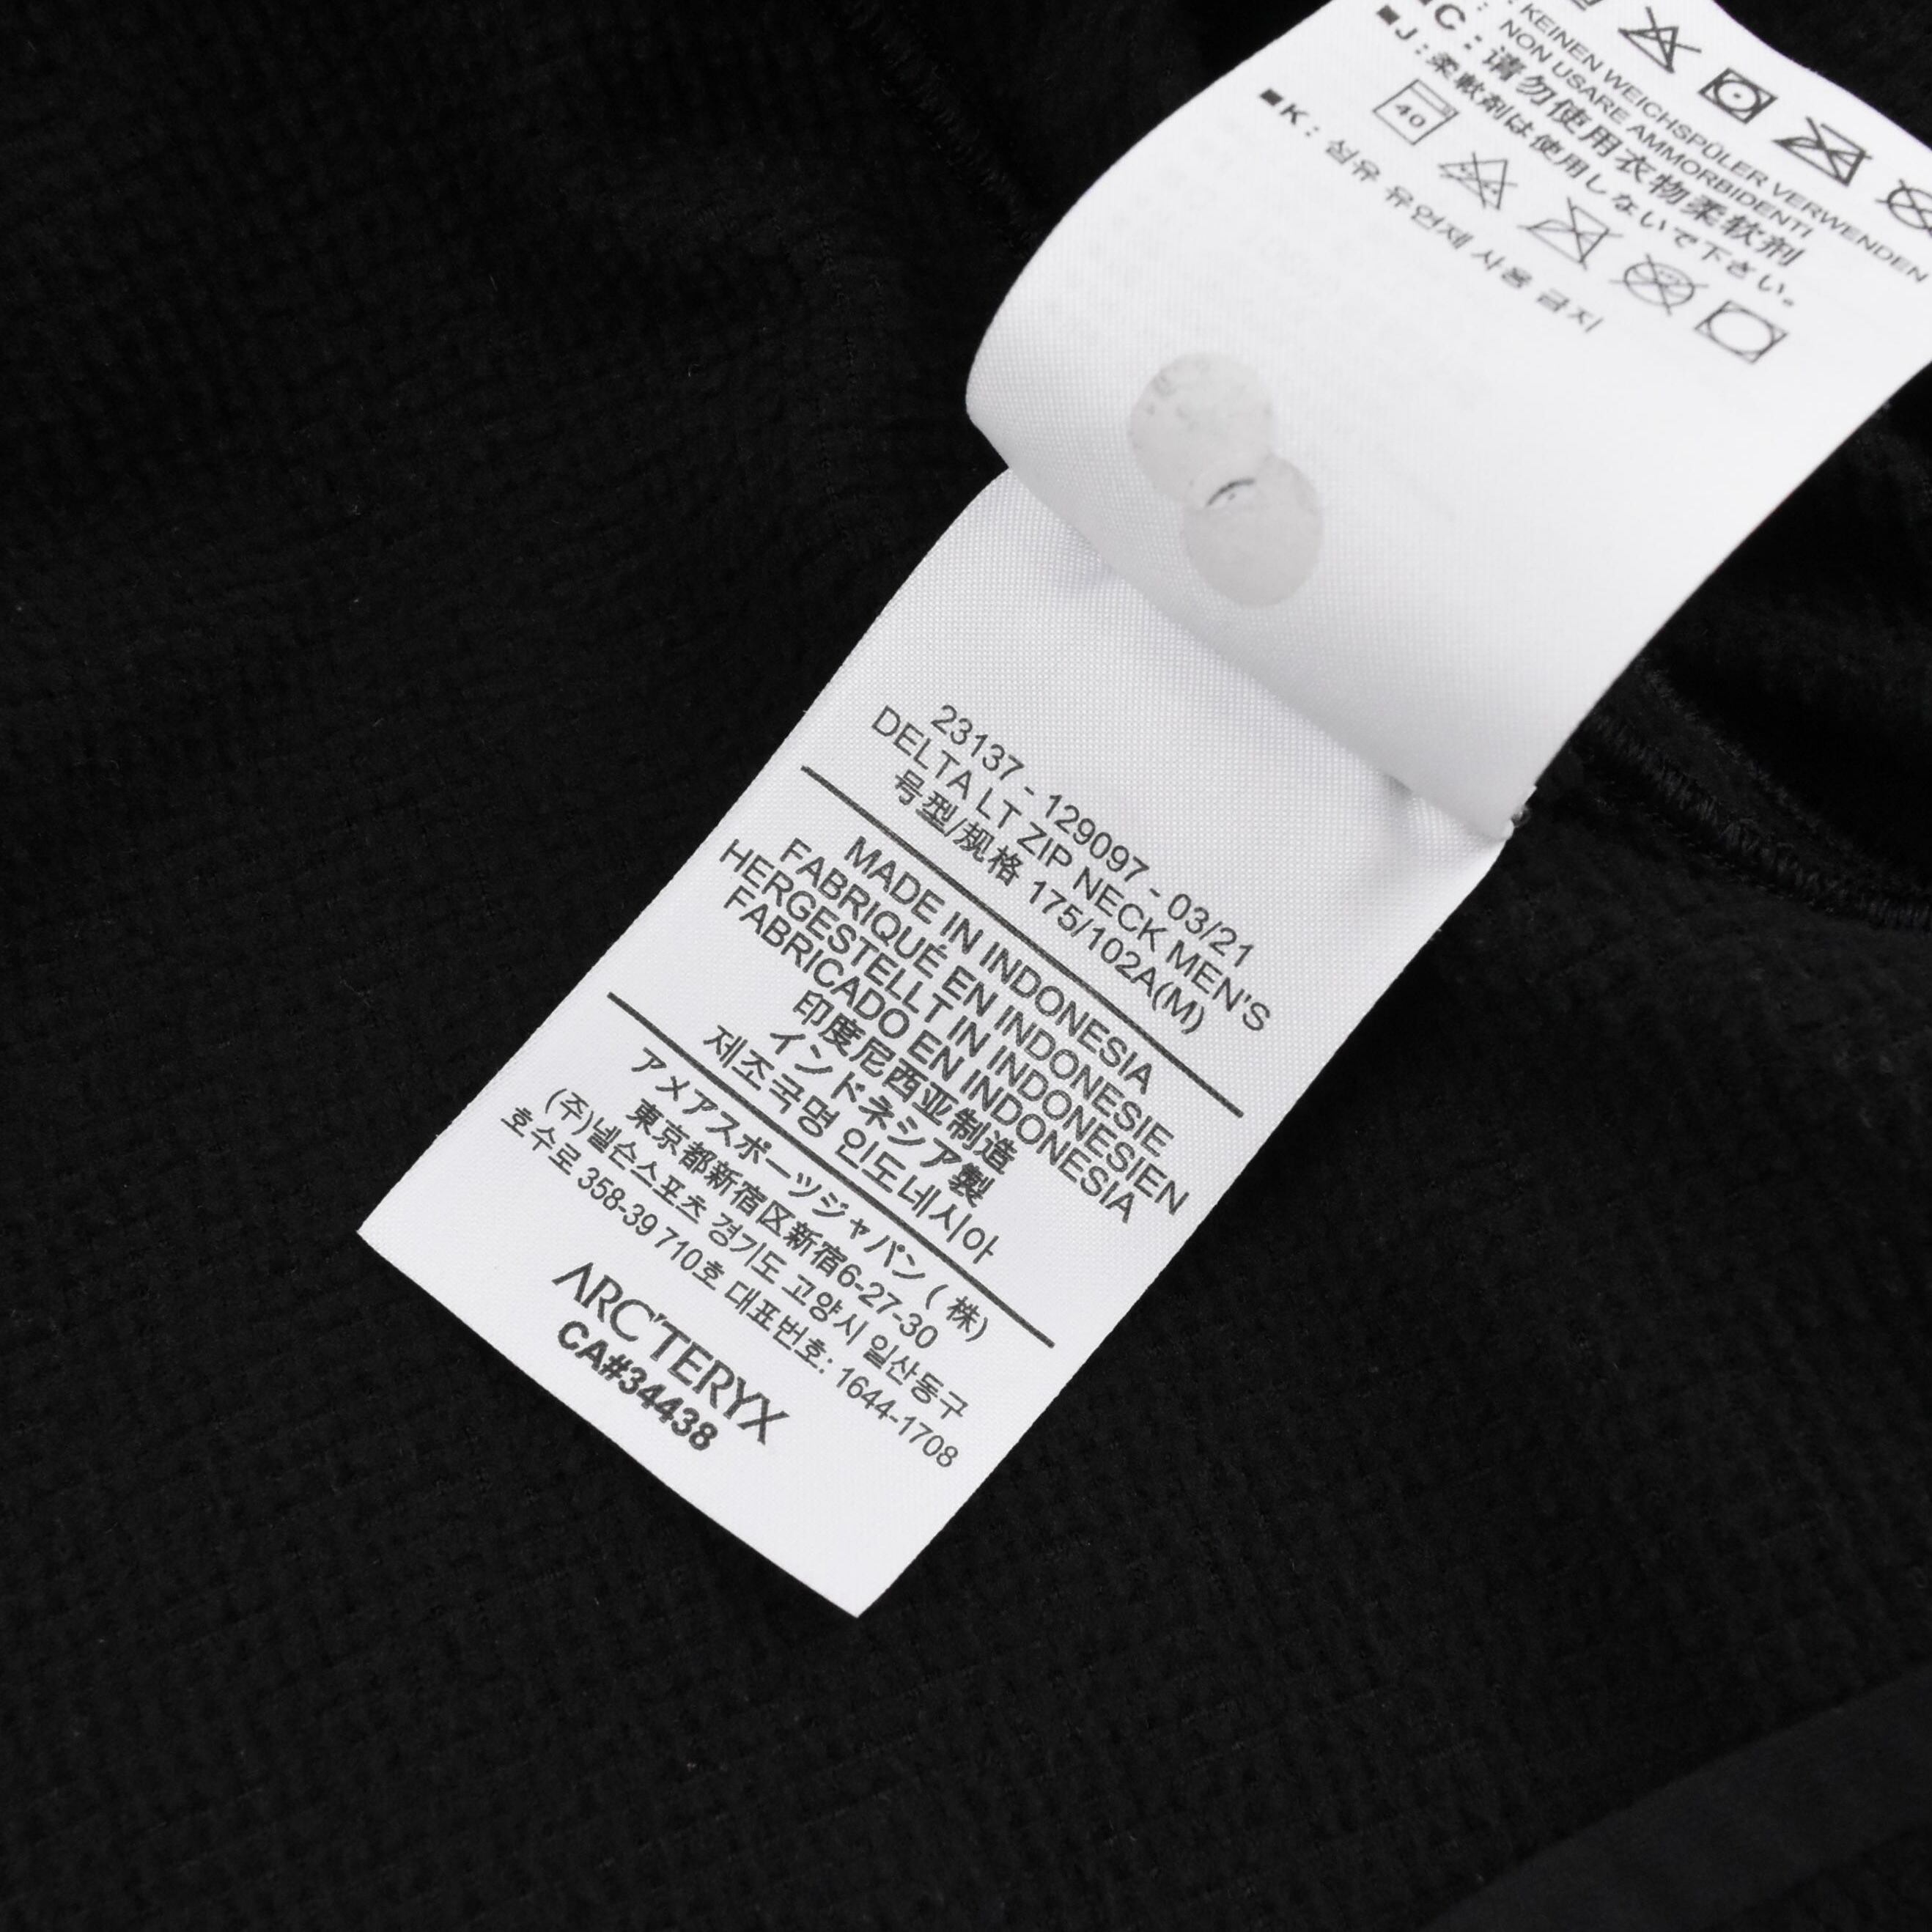 : KEINEN WEICHSPÜLER VERWENDEN
: NON USARE AMMORBIDENTI
■C : 请勿使用衣物柔软剂
■J : 柔軟剤は使用しないで下さい。
40
■K : 섬유 유연제 사용 금지
23137 - 129097 - 03/21
DELTA LT ZIP NECK MEN'S
号型/规格 175/102A(M)
MADE IN INDONESIA
FABRIQUÉ EN INDONESIE
HERGESTELLT IN INDONESIEN
FABRICADO EN INDONESIA
印度尼西亚制造
インドネシア製
제조국명 인도네시아
アメアスポーツジャパン ( 株)
東京都新宿区新宿6-27-30
(주)넬슨스포츠 경기도 고양시 일산동구
호수로 358-39 710호 대표번호: 1644-1708
ARC'TERYX
CA#34438